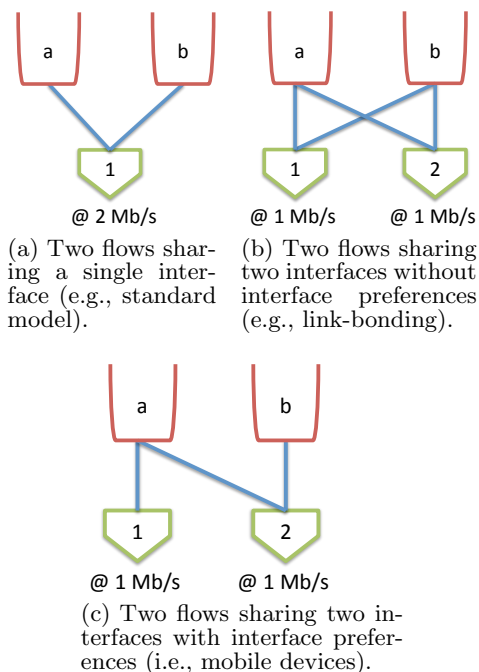 a
b
1
@ 2 Mb/s
(a) Two flows shar-
ing a single inter-
face (e.g., standard
model).
a
b
1
2
@ 1 Mb/s
@ 1 Mb/s
(b) Two flows sharing
two interfaces without
interface preferences
(e.g., link-bonding).
a
b
1
2
@ 1 Mb/s
@ 1 Mb/s
(c) Two flows sharing two in-
terfaces with interface prefer-
ences (i.e., mobile devices).